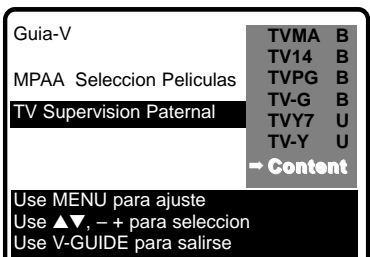 Guia-V
MPAA Seleccion Peliculas
TV Supervision Paternal
TVMA B
TV14 B
TVPG B
TV-G B
TVY7 U
TV-Y U
➡ Content
Use MENU para ajuste
Use ▲▼, – + para seleccion
Use V-GUIDE para salirse